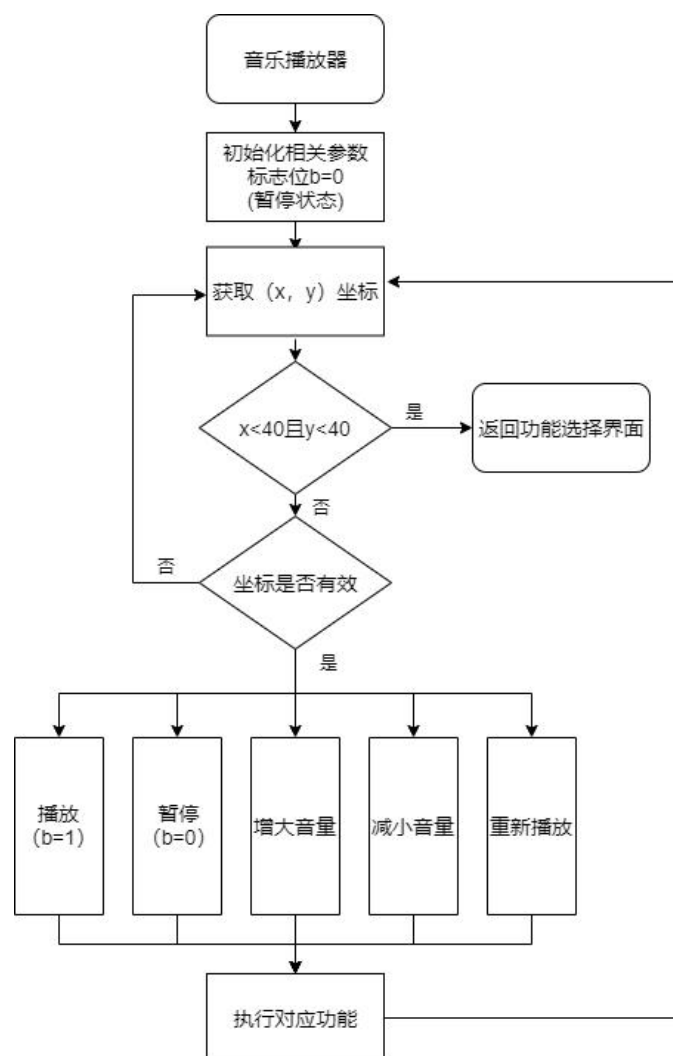 音乐播放器
初始化相关参数
标志位b=0
(暂停状态)
获取（x，y）坐标
x<40且y<40
是
返回功能选择界面
否
否
坐标是否有效
是
播放
（b=1）
暂停
（b=0）
增大音量
减小音量
重新播放
执行对应功能